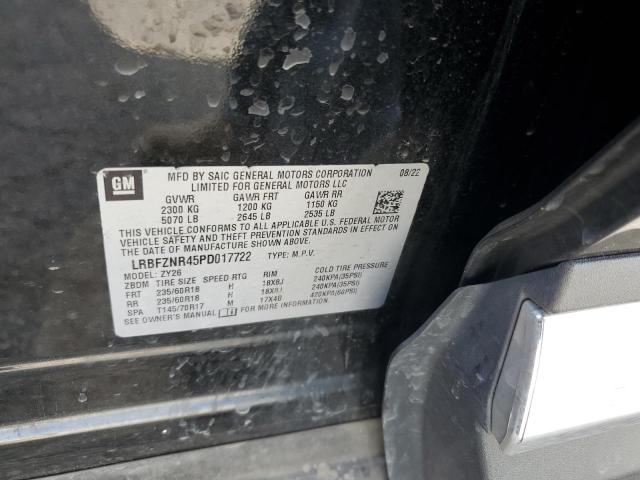 GM
MFD BY SAIC GENERAL MOTORS CORPORATION 08/22
LIMITED FOR GENERAL MOTORS LLC
GVWR GAWR FRT GAWR RR
2300 KG 1200 KG 1150 KG
5070 LB 2645 LB 2535 LB
THIS VEHICLE CONFORMS TO ALL APPLICABLE U.S. FEDERAL MOTOR
VEHICLE SAFETY, BUMPER, AND THEFT PREVENTION STANDARDS IN EFFECT ON
THE DATE OF MANUFACTURE SHOWN ABOVE.
LRBFZNR45PD017722 TYPE: M.P.V.
MODEL: ZY26
ZBDM TIRE SIZE SPEED RTG RIM COLD TIRE PRESSURE
FRT 235/60R18 H 18X8J 240KPA(35PSI)
RR 235/60R18 H 18X8J 240KPA(35PSI)
SPA T145/70R17 M 17X4B 420KPA(60PSI)
SEE OWNER'S MANUAL FOR MORE INFORMATION.